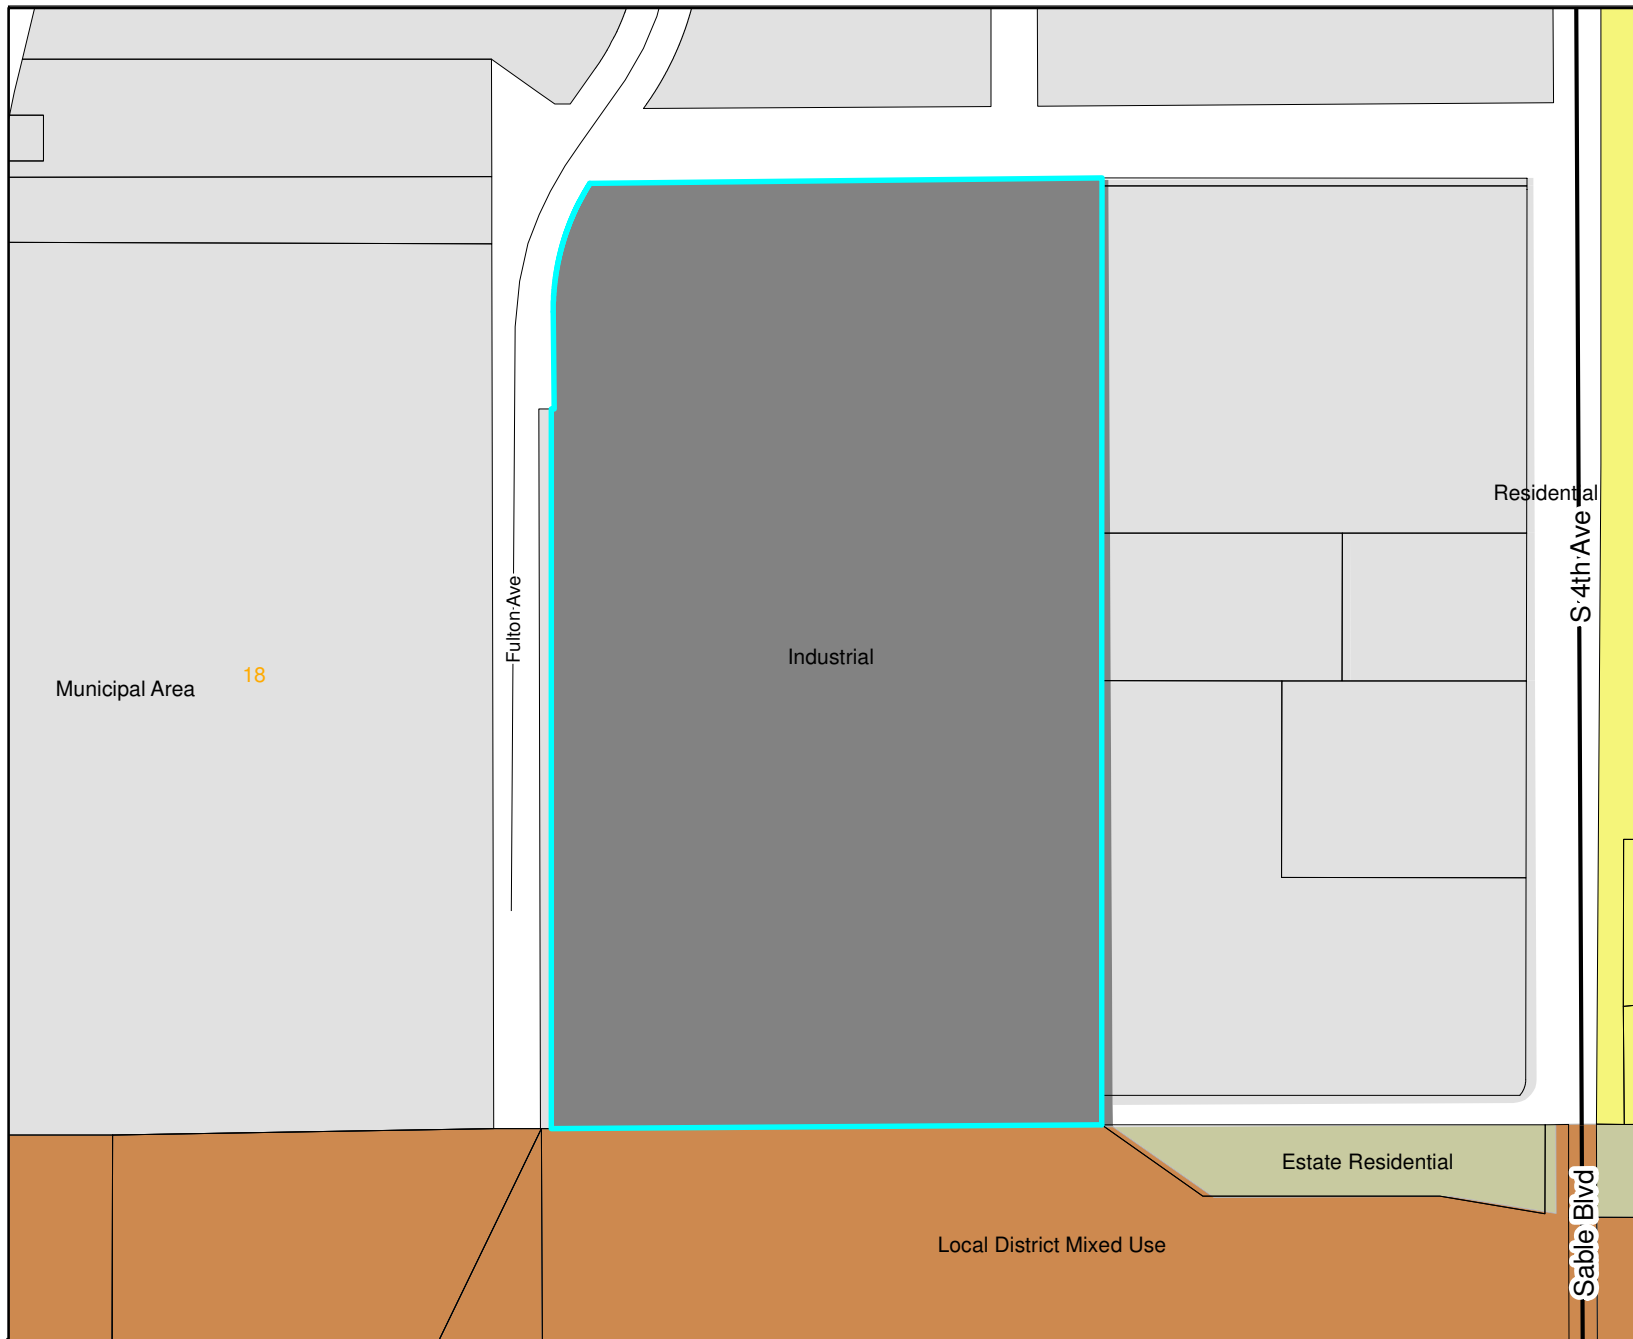 Residential
S 4th Ave
Fulton Ave
Industrial
18
Municipal Area
Estate Residential
Sable Blvd
Local District Mixed Use